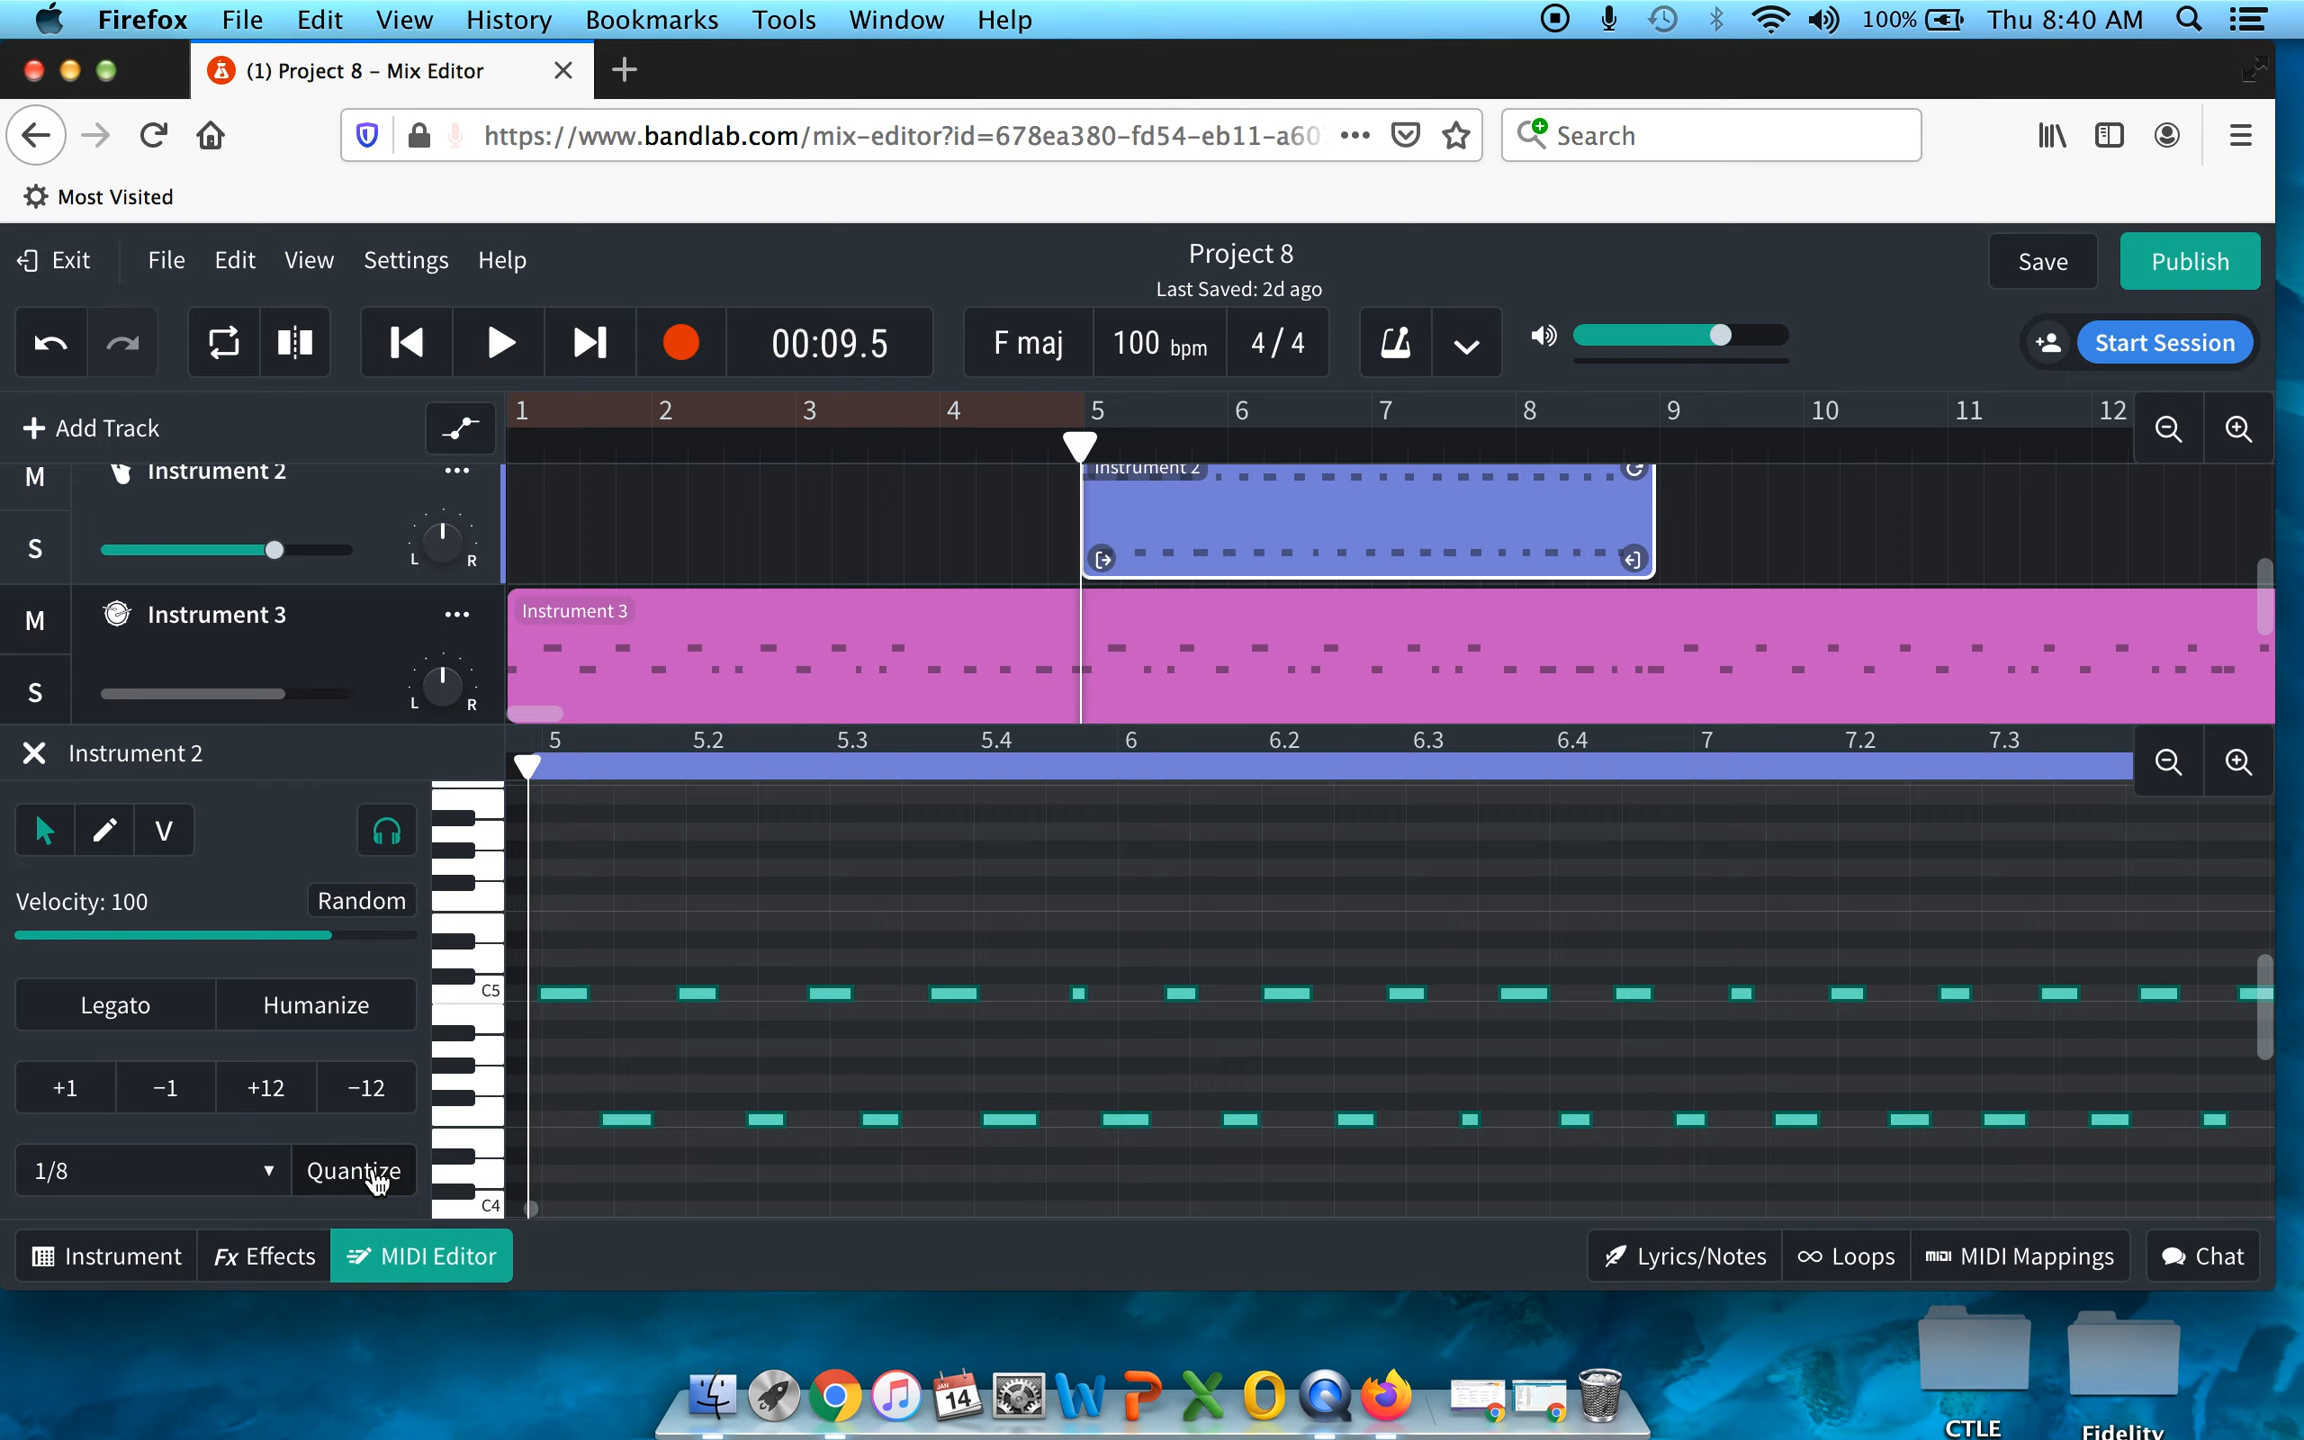 Firefox File Edit View History Bookmarks Tools Window Help 100% Thu 8:40 AM
(1) Project 8 – Mix Editor
https://www.bandlab.com/mix-editor?id=678ea380-fd54-eb11-a60 Search
Most Visited
Exit File Edit View Settings Help Project 8 Save Publish
Last Saved: 2d ago
00:09.5 F maj 100 bpm 4/4 Start Session
+ Add Track 1 2 3 4 5 6 7 8 9 10 11 12
M Instrument 2 Instrument 2
S L R
M Instrument 3 Instrument 3
S L R
Instrument 2 5 5.2 5.3 5.4 6 6.2 6.3 6.4 7 7.2 7.3
V
Velocity: 100 Random
C5
Legato Humanize
+1 −1 +12 −12
1/8 Quantize
C4
Instrument Fx Effects MIDI Editor Lyrics/Notes Loops MIDI MIDI Mappings Chat
JAN 14 W P X O
CTLE Fidelity